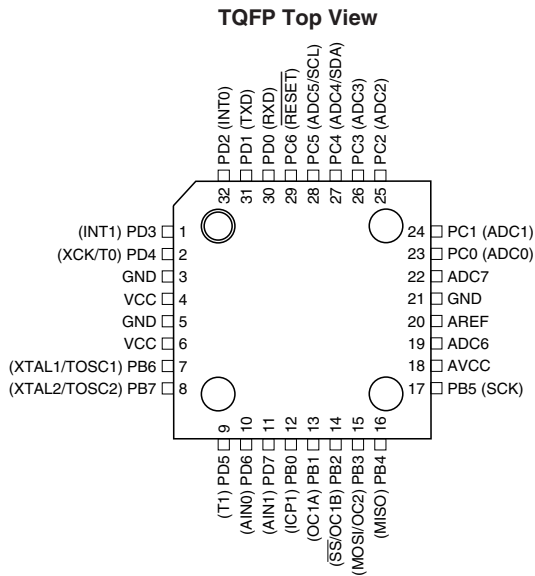 TQFP Top View
PD2 (INT0)
PD1 (TXD)
PD0 (RXD)
PC6 (RESET)
PC5 (ADC5/SCL)
PC4 (ADC4/SDA)
PC3 (ADC3)
PC2 (ADC2)
32
31
30
29
28
27
26
25
(INT1) PD3 1
(XCK/T0) PD4 2
GND 3
VCC 4
GND 5
VCC 6
(XTAL1/TOSC1) PB6 7
(XTAL2/TOSC2) PB7 8
24 PC1 (ADC1)
23 PC0 (ADC0)
22 ADC7
21 GND
20 AREF
19 ADC6
18 AVCC
17 PB5 (SCK)
9
10
11
12
13
14
15
16
(T1) PD5
(AIN0) PD6
(AIN1) PD7
(ICP1) PB0
(OC1A) PB1
(SS/OC1B) PB2
(MOSI/OC2) PB3
(MISO) PB4